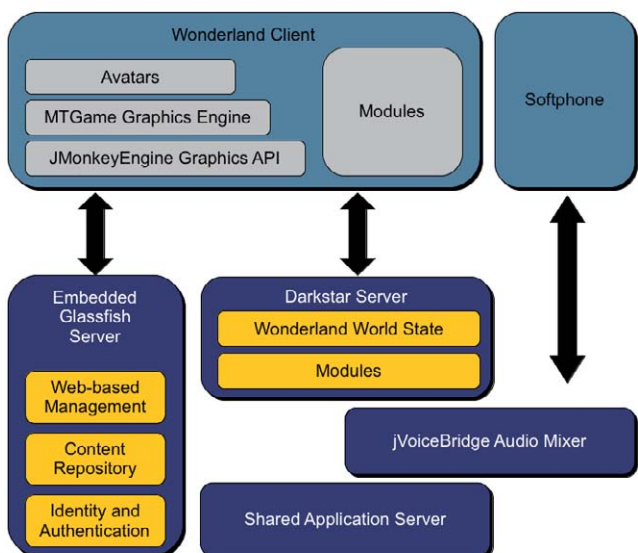 Wonderland Client
Avatars
MTGame Graphics Engine
JMonkeyEngine Graphics API
Modules
Softphone
Embedded
Glassfish
Server
Web-based
Management
Content
Repository
Identity and
Authentication
Darkstar Server
Wonderland World State
Modules
jVoiceBridge Audio Mixer
Shared Application Server